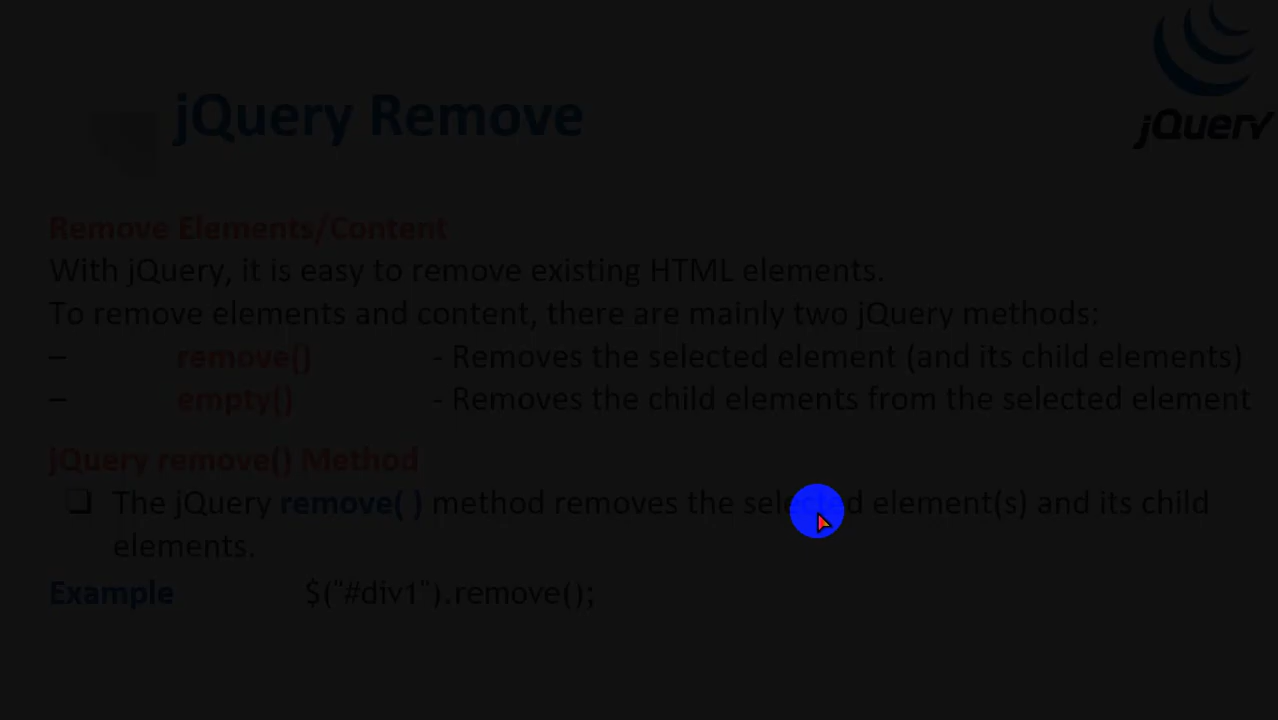 jQuery
jQuery Remove
Remove Elements/Content
With jQuery, it is easy to remove existing HTML elements.
To remove elements and content, there are mainly two jQuery methods:
– remove() - Removes the selected element (and its child elements)
– empty() - Removes the child elements from the selected element
jQuery remove() Method
❑ The jQuery remove( ) method removes the selected element(s) and its child
elements.
Example $("#div1").remove();